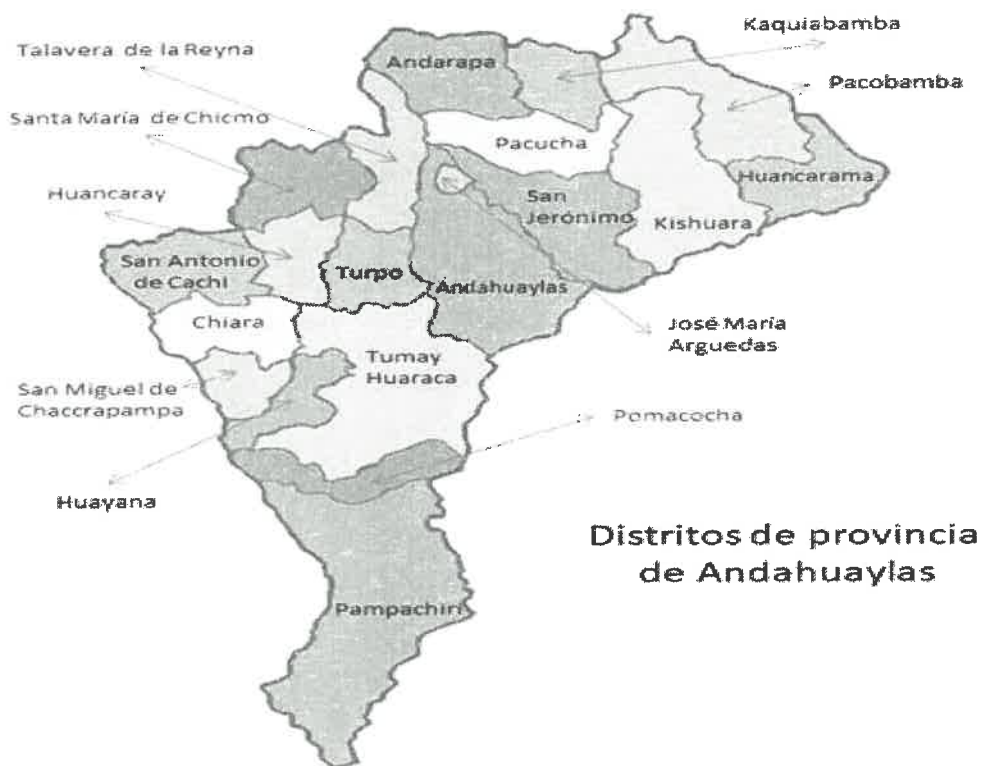 Kaquiabamba
Talavera de la Reyna
Andarapa
Pacobamba
Santa María de Chicmo
Pacucha
Huancarama
Huancaray
San
Jerónimo
Kishuara
San Antonio
de Cachi
Turpo
Andahuaylas
Chiara
José María
Arguedas
Tumay
Huaraca
San Miguel de
Chaccrapampa
Pomacocha
Huayana
Distritos de provincia
de Andahuaylas
Pampachiri